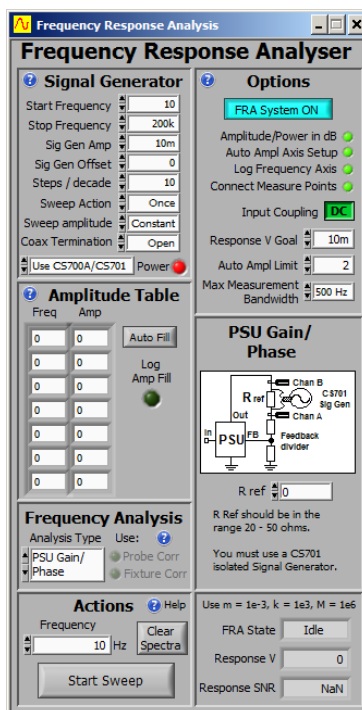 Frequency Response Analysis
Frequency Response Analyser
? Signal Generator
Start Frequency 10
Stop Frequency 200k
Sig Gen Amp 10m
Sig Gen Offset 0
Steps / decade 10
Sweep Action Once
Sweep amplitude Constant
Coax Termination Open
Use CS700A/CS701 Power
? Options
FRA System ON
Amplitude/Power in dB
Auto Ampl Axis Setup
Log Frequency Axis
Connect Measure Points
Input Coupling DC
Response V Goal 10m
Auto Ampl Limit 2
Max Measurement
Bandwidth 500 Hz
? Amplitude Table
Freq Amp
0 0
0 0
0 0
0 0
0 0
0 0
0 0
Auto Fill
Log
Amp Fill
PSU Gain/
Phase
Chan B
R ref
CS701
Sig Gen
Out
Chan A
In
PSU
FB
Feedback
divider
R ref 0
R Ref should be in the
range 20 - 50 ohms.
You must use a CS701
isolated Signal Generator.
Frequency Analysis
Analysis Type Use: ?
PSU Gain/
Phase
Probe Corr
Fixture Corr
Actions ? Help
Frequency
10 Hz
Clear
Spectra
Start Sweep
Use m = 1e-3, k = 1e3, M = 1e6
FRA State Idle
Response V 0
Response SNR NaN